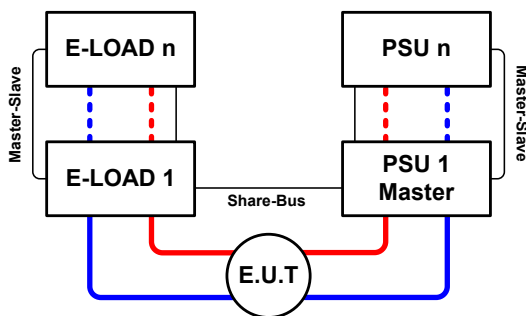 E-LOAD n
PSU n
Master-Slave
Master-Slave
E-LOAD 1
PSU 1
Master
Share-Bus
E.U.T